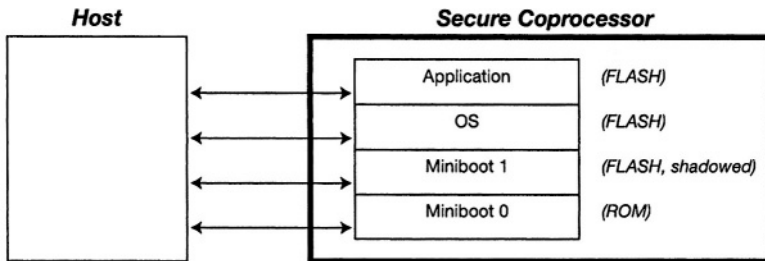 Host
Secure Coprocessor
Application (FLASH)
OS (FLASH)
Miniboot 1 (FLASH, shadowed)
Miniboot 0 (ROM)